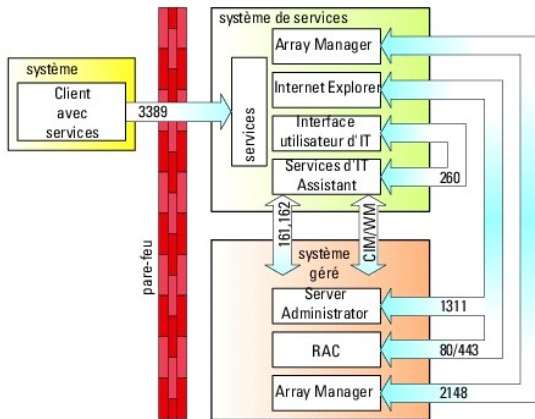 système de services
Array Manager
système
Client
avec
services
3389
services
Internet Explorer
Interface
utilisateur d'IT
Services d'IT
Assistant
260
161,162
CIM/WM
pare-feu
système
géré
Server
Administrator
1311
RAC
80/443
Array Manager
2148